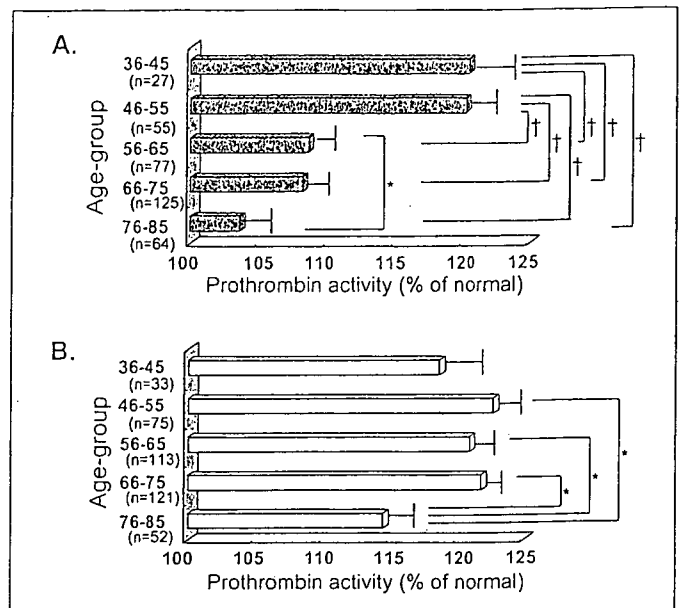 A.
Age-group
36-45
(n=27)
46-55
(n=55)
56-65
(n=77)
66-75
(n=125)
76-85
(n=64)
* † † † † † †
100 105 110 115 120 125
Prothrombin activity (% of normal)
B.
Age-group
36-45
(n=33)
46-55
(n=75)
56-65
(n=113)
66-75
(n=121)
76-85
(n=52)
* * *
100 105 110 115 120 125
Prothrombin activity (% of normal)